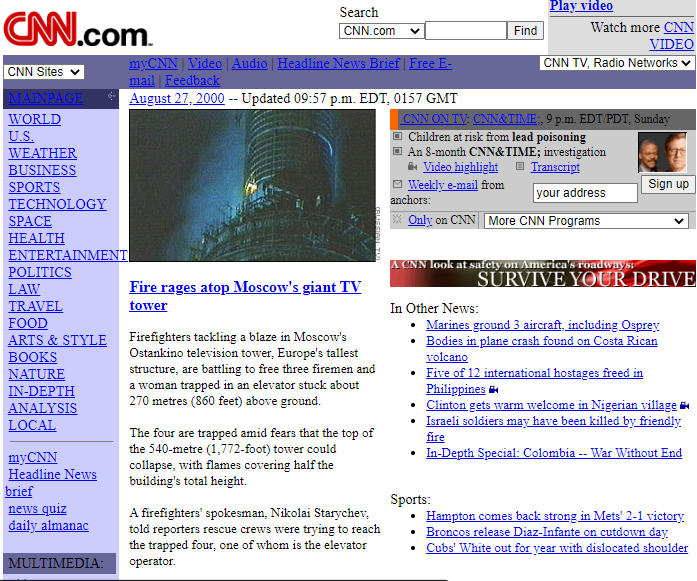 CNN.com
Search
CNN.com
Find
Play video
Watch more CNN
VIDEO
CNN Sites
myCNN | Video | Audio | Headline News Brief | Free E-
mail | Feedback
CNN TV, Radio Networks
MAINPAGE
WORLD
U.S.
WEATHER
BUSINESS
SPORTS
TECHNOLOGY
SPACE
HEALTH
ENTERTAINMENT
POLITICS
LAW
TRAVEL
FOOD
ARTS & STYLE
BOOKS
NATURE
IN-DEPTH
ANALYSIS
LOCAL
myCNN
Headline News
brief
news quiz
daily almanac
MULTIMEDIA:
August 27, 2000 -- Updated 09:57 p.m. EDT, 0157 GMT
Fire rages atop Moscow's giant TV
tower
Firefighters tackling a blaze in Moscow's
Ostankino television tower, Europe's tallest
structure, are battling to free three firemen and
a woman trapped in an elevator stuck about
270 metres (860 feet) above ground.
The four are trapped amid fears that the top of
the 540-metre (1,772-foot) tower could
collapse, with flames covering half the
building's total height.
A firefighters' spokesman, Nikolai Starychev,
told reporters rescue crews were trying to reach
the trapped four, one of whom is the elevator
operator.
CNN ON TV: CNN&TIME:, 9 p.m. EDT/PDT, Sunday
Children at risk from lead poisoning
An 8-month CNN&TIME; investigation
Video highlight
Transcript
Weekly e-mail from
anchors:
your address
Sign up
Only on CNN
More CNN Programs
A CNN look at safety on America's roadways:
SURVIVE YOUR DRIVE
In Other News:
Marines ground 3 aircraft, including Osprey
Bodies in plane crash found on Costa Rican
volcano
Five of 12 international hostages freed in
Philippines
Clinton gets warm welcome in Nigerian village
Israeli soldiers may have been killed by friendly
fire
In-Depth Special: Colombia -- War Without End
Sports:
Hampton comes back strong in Mets' 2-1 victory
Broncos release Diaz-Infante on cutdown day
Cubs' White out for year with dislocated shoulder